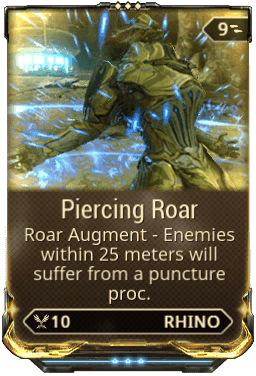 9
Piercing Roar
Roar Augment - Enemies
within 25 meters will
suffer from a puncture
proc.
10 RHINO